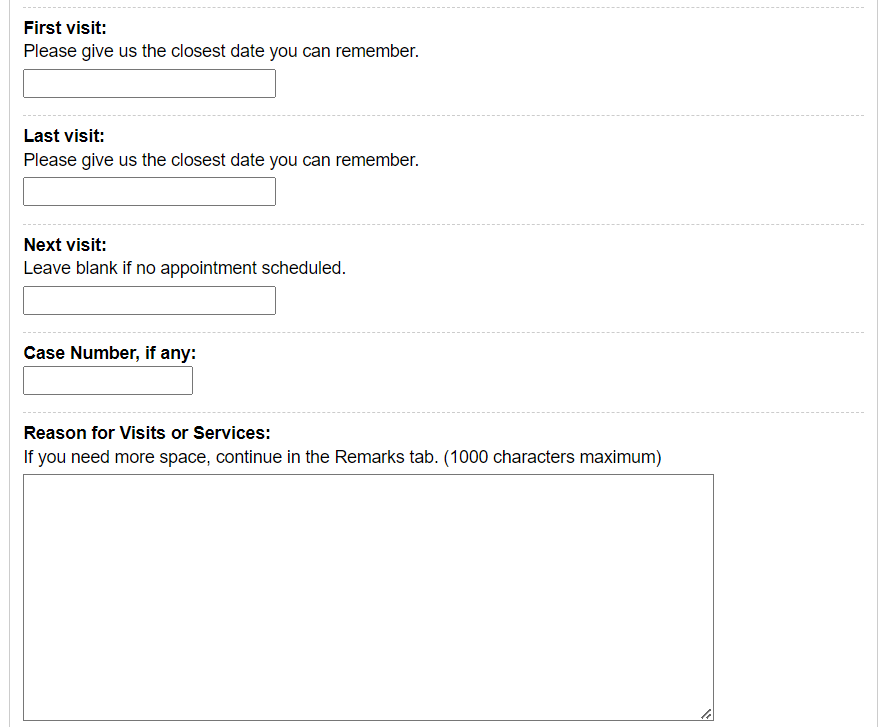 First visit:
Please give us the closest date you can remember.
Last visit:
Please give us the closest date you can remember.
Next visit:
Leave blank if no appointment scheduled.
Case Number, if any:
Reason for Visits or Services:
If you need more space, continue in the Remarks tab. (1000 characters maximum)